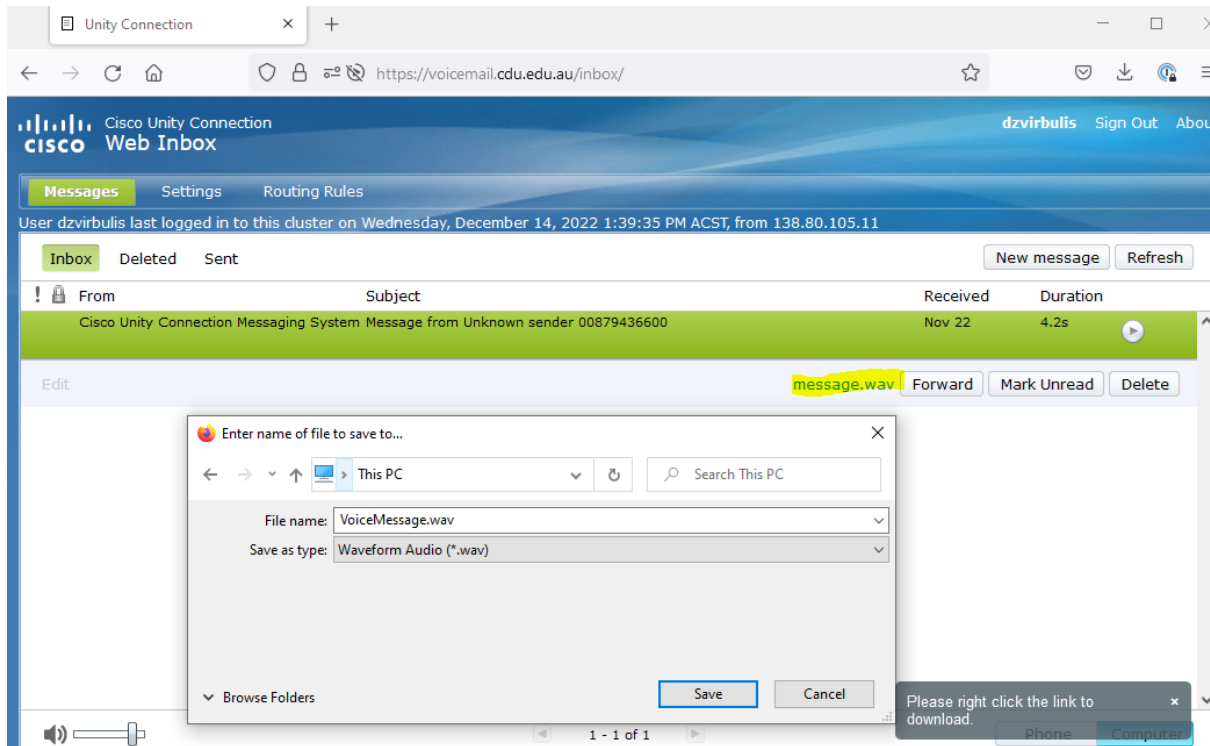 Unity Connection
https://voicemail.cdu.edu.au/inbox/
Cisco Unity Connection
CISCO Web Inbox
dzvirbulis Sign Out Abou
Messages Settings Routing Rules
User dzvirbulis last logged in to this cluster on Wednesday, December 14, 2022 1:39:35 PM ACST, from 138.80.105.11
Inbox Deleted Sent New message Refresh
! From Subject Received Duration
Cisco Unity Connection Messaging System Message from Unknown sender 00879436600 Nov 22 4.2s
Edit message.wav Forward Mark Unread Delete
Enter name of file to save to...
This PC Search This PC
File name: VoiceMessage.wav
Save as type: Waveform Audio (*.wav)
Browse Folders Save Cancel
Please right click the link to
download.
1 - 1 of 1 Phone Computer